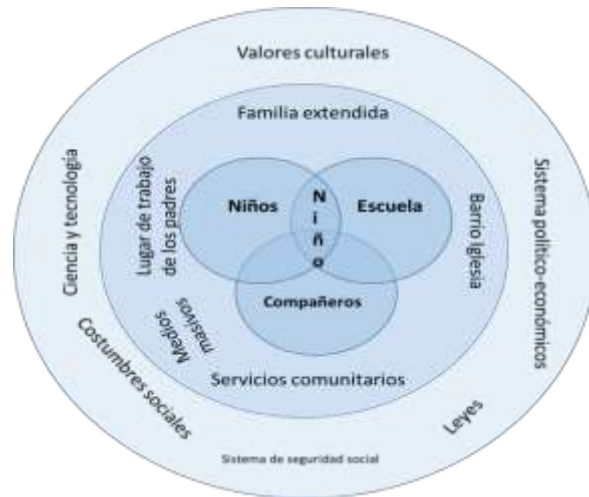 Valores culturales
Familia extendida
Ciencia y tecnología
Lugar de trabajo
de los padres
Niños
Niño
Escuela
Barrio Iglesia
Sistema político-económicos
Compañeros
Medios
masivos
Servicios comunitarios
Costumbres sociales
Leyes
Sistema de seguridad social